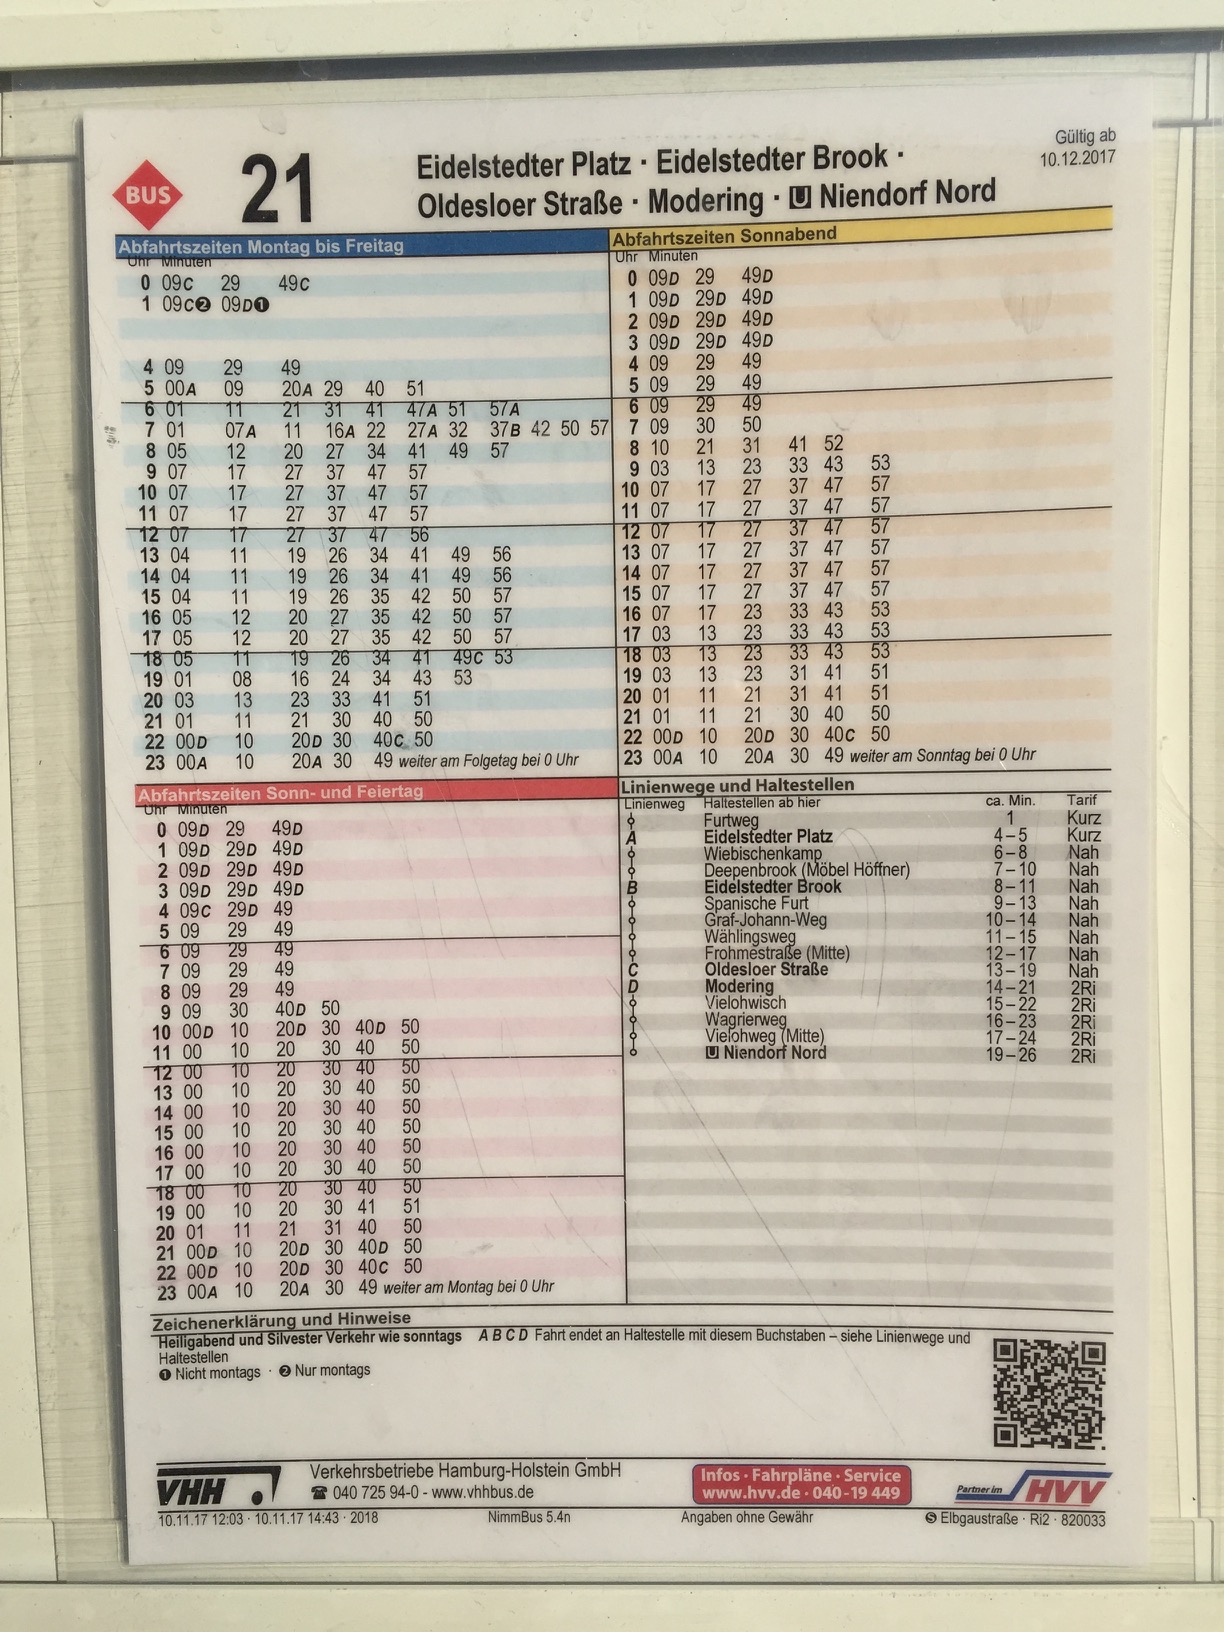 BUS
21
Eidelstedter Platz · Eidelstedter Brook ·
Oldesloer Straße · Modering · U Niendorf Nord
Gültig ab
10.12.2017
Abfahrtszeiten Montag bis Freitag
Uhr Minuten
0 09C 29 49C
1 09C❷ 09D❶
4 09 29 49
5 00A 09 20A 29 40 51
6 01 11 21 31 41 47A 51 57A
7 01 07A 11 16A 22 27A 32 37B 42 50 57
8 05 12 20 27 34 41 49 57
9 07 17 27 37 47 57
10 07 17 27 37 47 57
11 07 17 27 37 47 57
12 07 17 27 37 47 56
13 04 11 19 26 34 41 49 56
14 04 11 19 26 34 41 49 56
15 04 11 19 26 35 42 50 57
16 05 12 20 27 35 42 50 57
17 05 12 20 27 35 42 50 57
18 05 11 19 26 34 41 49C 53
19 01 08 16 24 34 43 53
20 03 13 23 33 41 51
21 01 11 21 30 40 50
22 00D 10 20D 30 40C 50
23 00A 10 20A 30 49 weiter am Folgetag bei 0 Uhr
Abfahrtszeiten Sonnabend
Uhr Minuten
0 09D 29 49D
1 09D 29D 49D
2 09D 29D 49D
3 09D 29D 49D
4 09 29 49
5 09 29 49
6 09 29 49
7 09 30 50
8 10 21 31 41 52
9 03 13 23 33 43 53
10 07 17 27 37 47 57
11 07 17 27 37 47 57
12 07 17 27 37 47 57
13 07 17 27 37 47 57
14 07 17 27 37 47 57
15 07 17 27 37 47 57
16 07 17 23 33 43 53
17 03 13 23 33 43 53
18 03 13 23 33 43 53
19 03 13 23 31 41 51
20 01 11 21 31 41 51
21 01 11 21 30 40 50
22 00D 10 20D 30 40C 50
23 00A 10 20A 30 49 weiter am Sonntag bei 0 Uhr
Abfahrtszeiten Sonn- und Feiertag
Uhr Minuten
0 09D 29 49D
1 09D 29D 49D
2 09D 29D 49D
3 09D 29D 49D
4 09C 29D 49
5 09 29 49
6 09 29 49
7 09 29 49
8 09 29 49
9 09 30 40D 50
10 00D 10 20D 30 40D 50
11 00 10 20 30 40 50
12 00 10 20 30 40 50
13 00 10 20 30 40 50
14 00 10 20 30 40 50
15 00 10 20 30 40 50
16 00 10 20 30 40 50
17 00 10 20 30 40 50
18 00 10 20 30 40 50
19 00 10 20 30 41 51
20 01 11 21 31 40 50
21 00D 10 20D 30 40D 50
22 00D 10 20D 30 40C 50
23 00A 10 20A 30 49 weiter am Montag bei 0 Uhr
Linienwege und Haltestellen
Linienweg Haltestellen ab hier ca. Min. Tarif
Furtweg 1 Kurz
A Eidelstedter Platz 4–5 Kurz
Wiebischenkamp 6–8 Nah
Deepenbrook (Möbel Höffner) 7–10 Nah
B Eidelstedter Brook 8–11 Nah
Spanische Furt 9–13 Nah
Graf-Johann-Weg 10–14 Nah
Wählingsweg 11–15 Nah
Frohmestraße (Mitte) 12–17 Nah
C Oldesloer Straße 13–19 Nah
D Modering 14–21 2Ri
Vielohwisch 15–22 2Ri
Wagrierweg 16–23 2Ri
Vielohweg (Mitte) 17–24 2Ri
U Niendorf Nord 19–26 2Ri
Zeichenerklärung und Hinweise
Heiligabend und Silvester Verkehr wie sonntags A B C D Fahrt endet an Haltestelle mit diesem Buchstaben – siehe Linienwege und
Haltestellen
❶ Nicht montags · ❷ Nur montags
VHH
Verkehrsbetriebe Hamburg-Holstein GmbH
☎ 040 725 94-0 - www.vhhbus.de
Infos · Fahrpläne · Service
www.hvv.de · 040-19 449
Partner im HVV
10.11.17 12:03 · 10.11.17 14:43 · 2018 NimmBus 5.4n Angaben ohne Gewähr Ⓢ Elbgaustraße · Ri2 · 820033